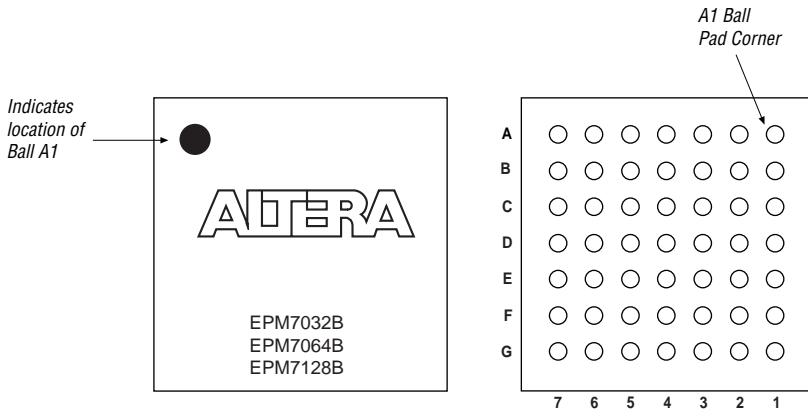 A1 Ball
Pad Corner
Indicates
location of
Ball A1
ALTERA
EPM7032B
EPM7064B
EPM7128B
A
B
C
D
E
F
G
7 6 5 4 3 2 1